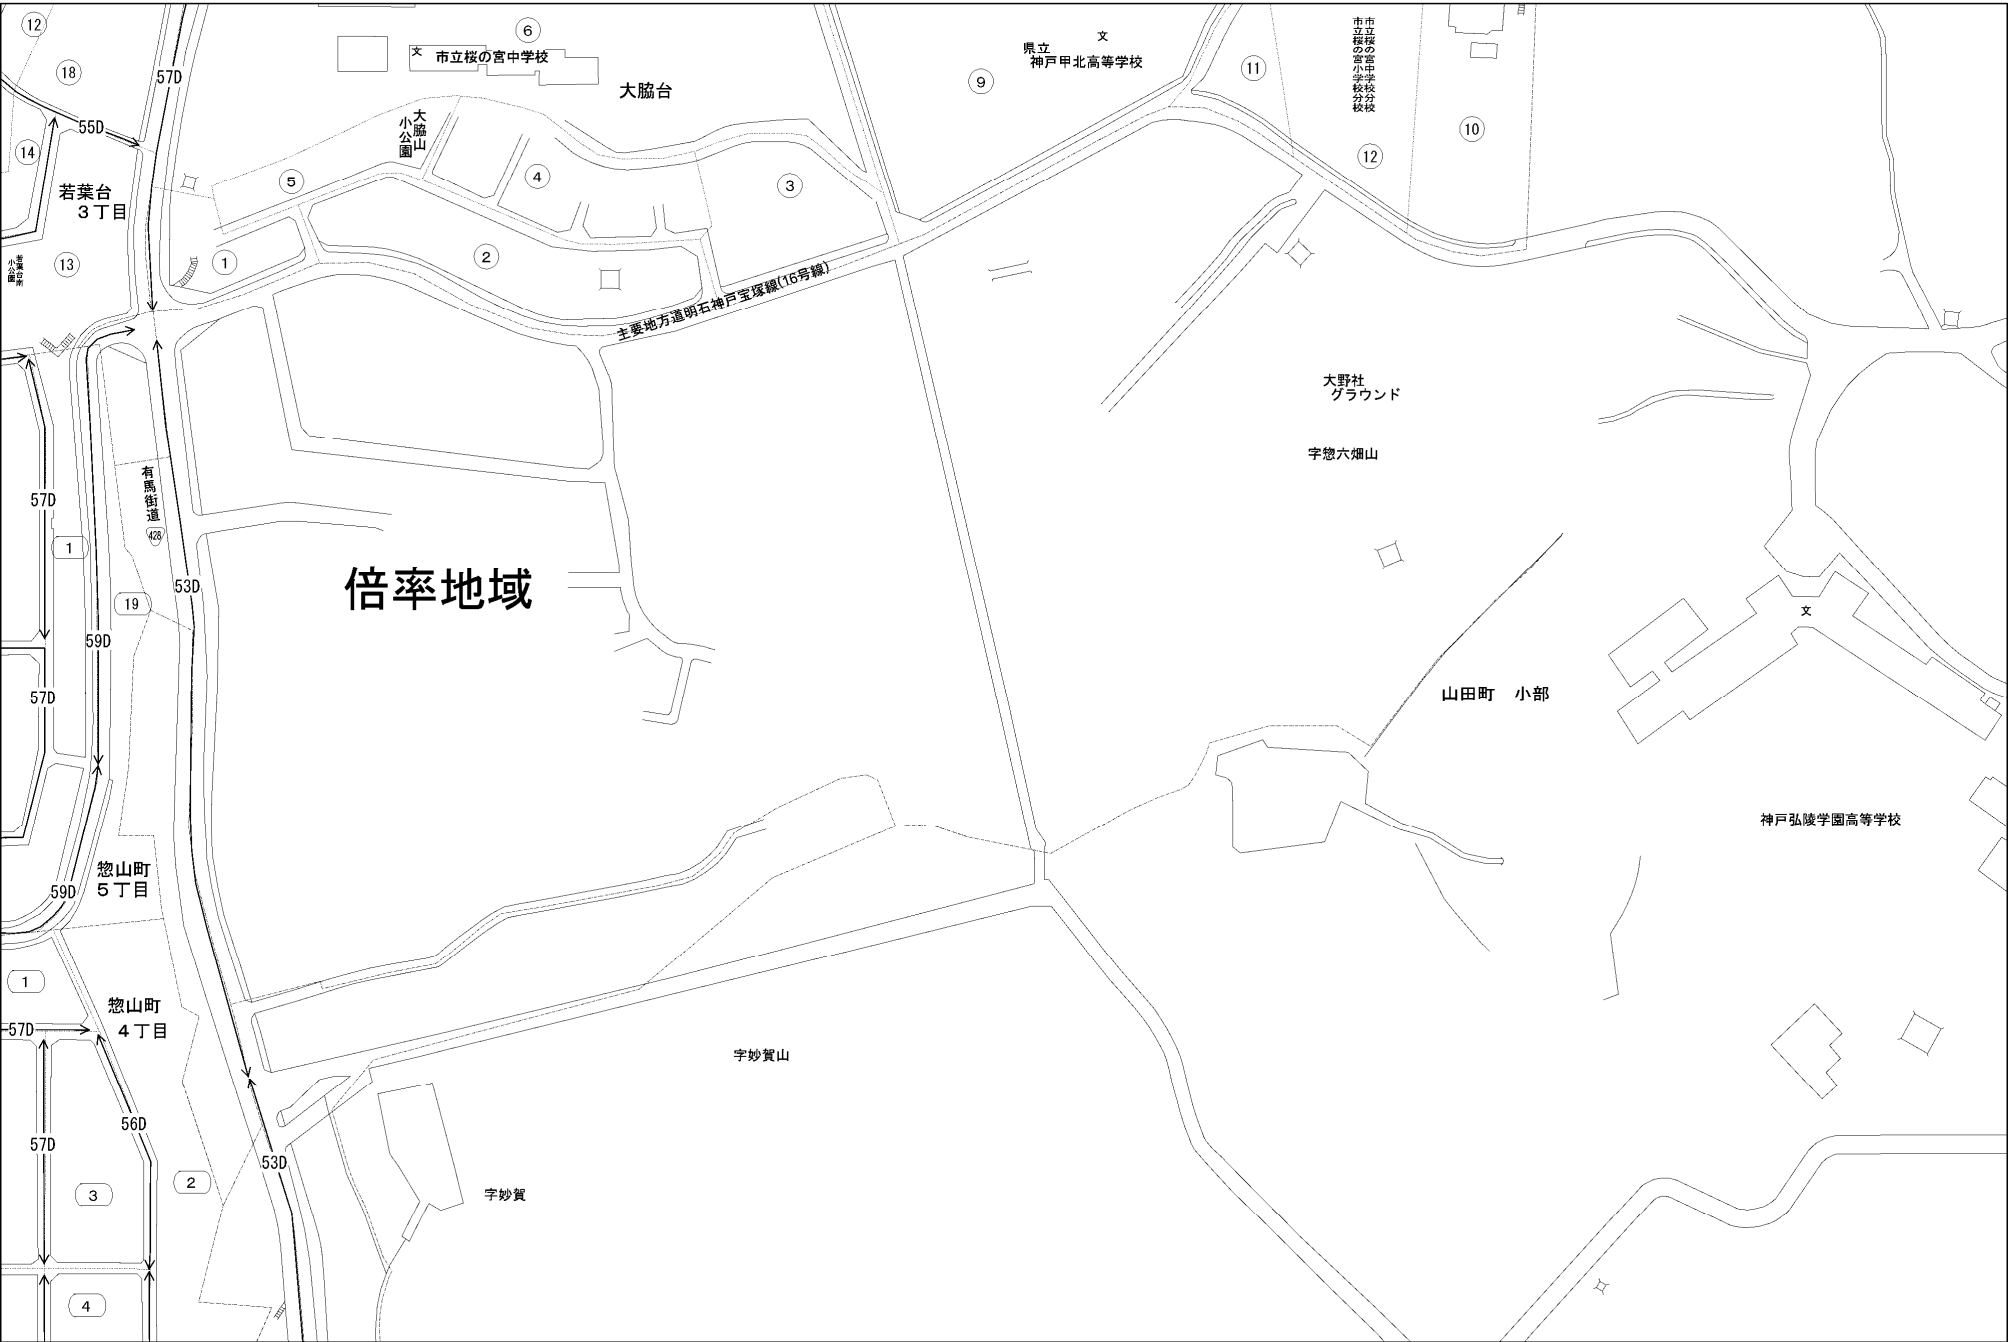 12
6
文
市立桜の宮中学校
文
県立
神戸甲北高等学校
市立桜の宮中学校分校
市立桜の宮小学校分校
18
57D
大脇台
9
11
大脇山
小公園
55D
10
14
12
5
4
3
若葉台
3丁目
13
若葉台南
小公園
1
2
主要地方道明石神戸宝塚線(16号線)
大野社
グラウンド
字惣六畑山
有馬街道
428
57D
1
倍率地域
53D
19
文
59D
57D
山田町 小部
神戸弘陵学園高等学校
惣山町
5丁目
59D
1
惣山町
4丁目
57D
字妙賀山
56D
57D
53D
2
3
字妙賀
4